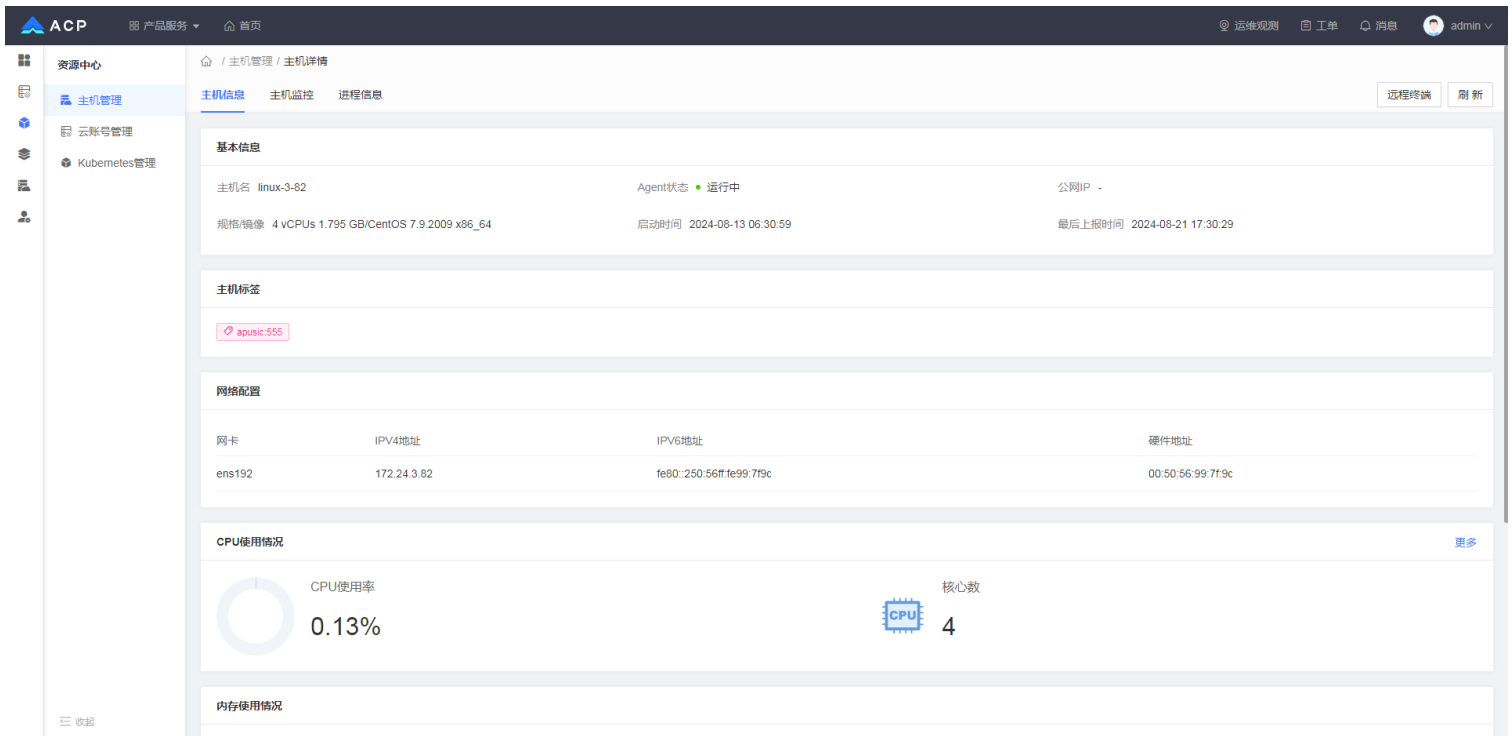 ACP 产品服务 首页 运维观测 工单 消息 admin
资源中心
主机管理
云账号管理
Kubernetes管理
收起
/ 主机管理 / 主机详情
主机信息 主机监控 进程信息 远程终端 刷 新
基本信息
主机名 linux-3-82 Agent状态 运行中 公网IP -
规格/镜像 4 vCPUs 1.795 GB/CentOS 7.9.2009 x86_64 启动时间 2024-08-13 06:30:59 最后上报时间 2024-08-21 17:30:29
主机标签
apusic:555
网络配置
网卡 IPV4地址 IPV6地址 硬件地址
ens192 172.24.3.82 fe80::250:56ff:fe99:7f9c 00:50:56:99:7f:9c
CPU使用情况 更多
CPU使用率 核心数
0.13% CPU 4
内存使用情况